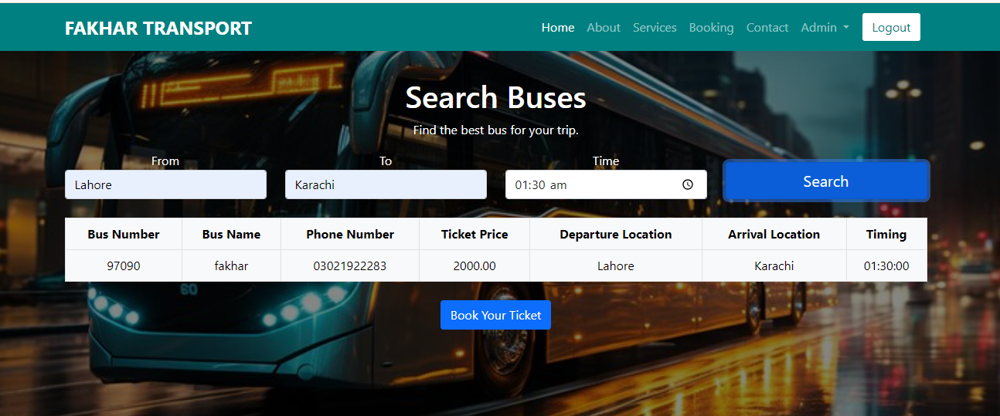 FAKHAR TRANSPORT Home About Services Booking Contact Admin Logout
Search Buses
Find the best bus for your trip.
From To Time
Lahore Karachi 01:30 am Search
Bus Number Bus Name Phone Number Ticket Price Departure Location Arrival Location Timing
97090 fakhar 03021922283 2000.00 Lahore Karachi 01:30:00
Book Your Ticket